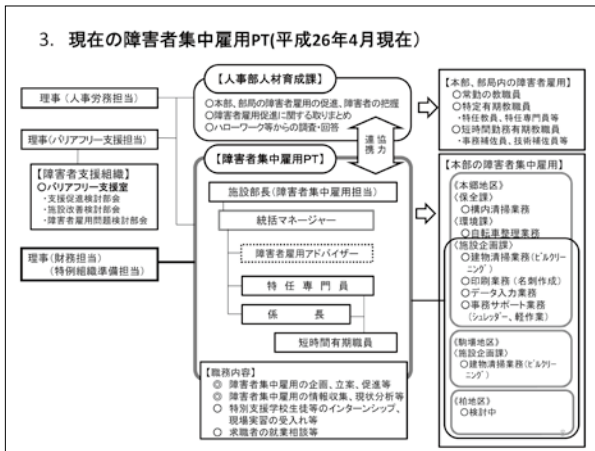 3. 現在の障害者集中雇用PT(平成26年4月現在)
理事(人事労務担当)
理事(バリアフリー支援担当)
【障害者支援組織】
○バリアフリー支援室
・支援促進検討部会
・施設改善検討部会
・障害者雇用問題検討部会
理事(財務担当)
(特例組織準備担当)
【人事部人材育成課】
○本部、部局の障害者雇用の促進、障害者の把握
○障害者雇用促進に関する取りまとめ
○ハローワーク等からの調査・回答
連携
協力
【障害者集中雇用PT】
施設部長(障害者集中雇用担当)
統括マネージャー
障害者雇用アドバイザー
特任専門員
係長
短時間有期職員
【職務内容】
◎ 障害者集中雇用の企画、立案、促進等
◎ 障害者集中雇用の情報収集、現状分析等
○ 特別支援学校生徒等のインターンシップ、
現場実習の受入れ等
○ 求職者の就業相談等
【本部、部局内の障害者雇用】
○常勤の教職員
○特定有期教職員
・特任教員、特任専門員等
○短時間勤務有期教職員
・事務補佐員、技術補佐員等
【本部の障害者集中雇用】
《本郷地区》
〈保全課〉
○構内清掃業務
〈環境課〉
○自転車整理業務
〈施設企画課〉
○建物清掃業務(ビルクリ
ーニング)
○印刷業務(名刺作成)
○データ入力業務
○事務サポート業務
(シュレッダー、軽作業)
《駒場地区》
〈施設企画課〉
○建物清掃業務(ビルクリー
ニング)
《柏地区》
○検討中